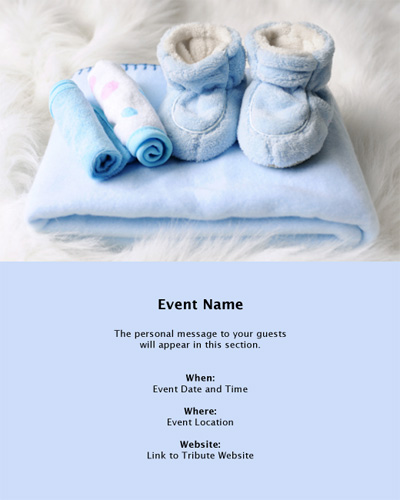 Event Name
The personal message to your guests
will appear in this section.
When:
Event Date and Time
Where:
Event Location
Website:
Link to Tribute Website